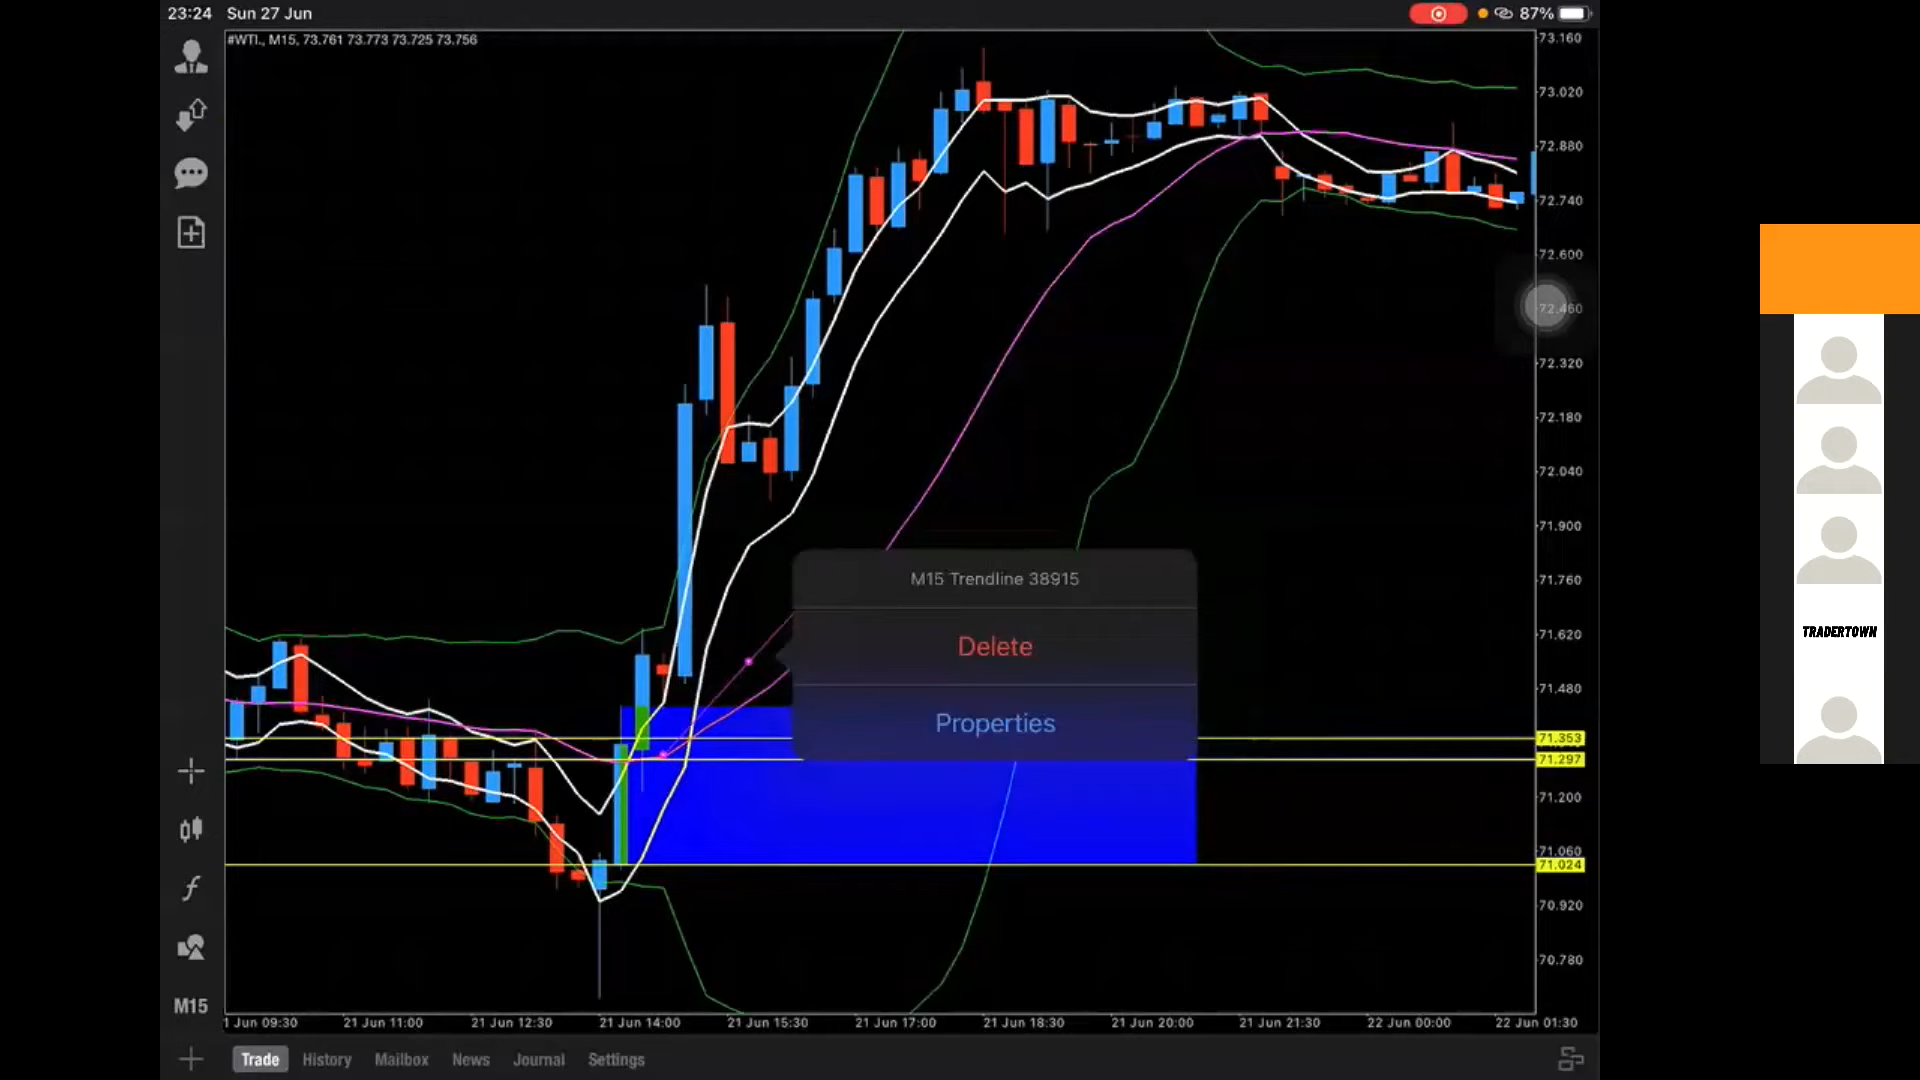 23:24 Sun 27 Jun
87%
#WTI., M15, 73.761 73.773 73.725 73.756
73.160
73.020
72.880
72.740
72.600
72.460
72.320
72.180
72.040
71.900
71.760
71.620
71.480
71.353
71.297
71.200
71.060
71.024
70.920
70.780
M15 Trendline 38915
Delete
Properties
TRADERTOWN
M15
1 Jun 09:30
21 Jun 11:00
21 Jun 12:30
21 Jun 14:00
21 Jun 15:30
21 Jun 17:00
21 Jun 18:30
21 Jun 20:00
21 Jun 21:30
22 Jun 00:00
22 Jun 01:30
Trade
History
Mailbox
News
Journal
Settings